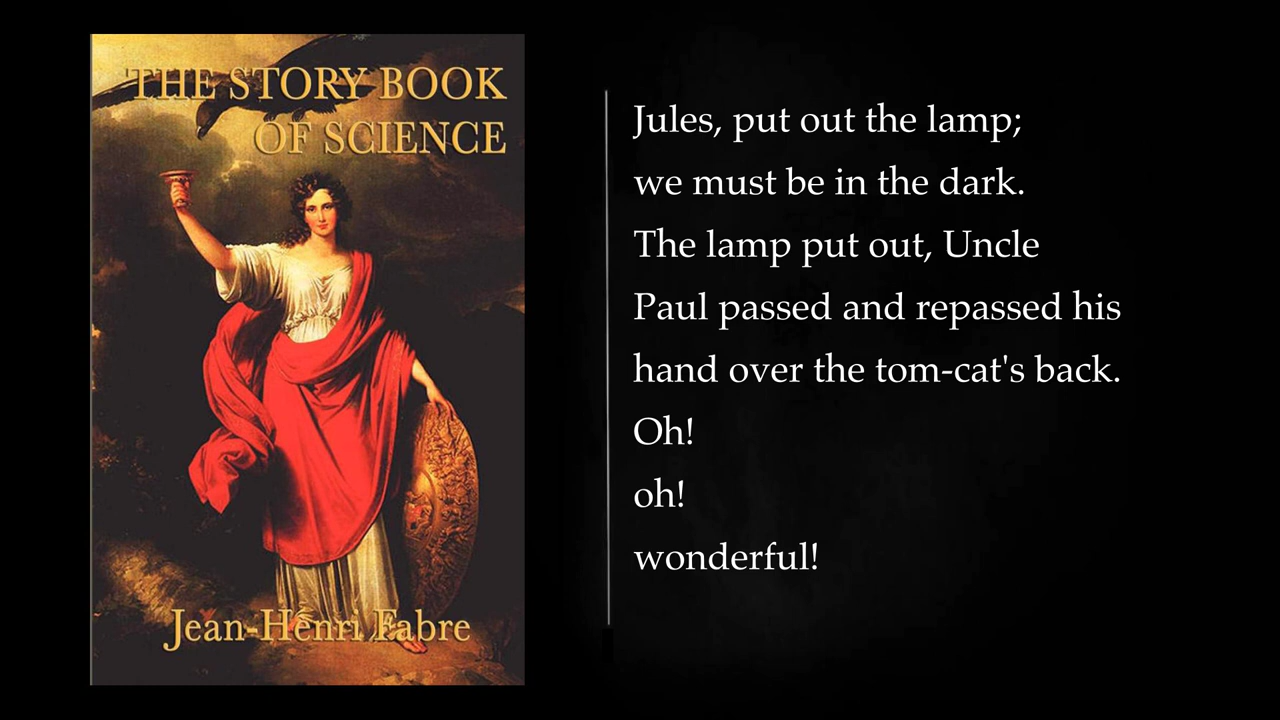 THE STORY BOOK
OF SCIENCE
Jean-Henri Fabre
Jules, put out the lamp;
we must be in the dark.
The lamp put out, Uncle
Paul passed and repassed his
hand over the tom-cat's back.
Oh!
oh!
wonderful!